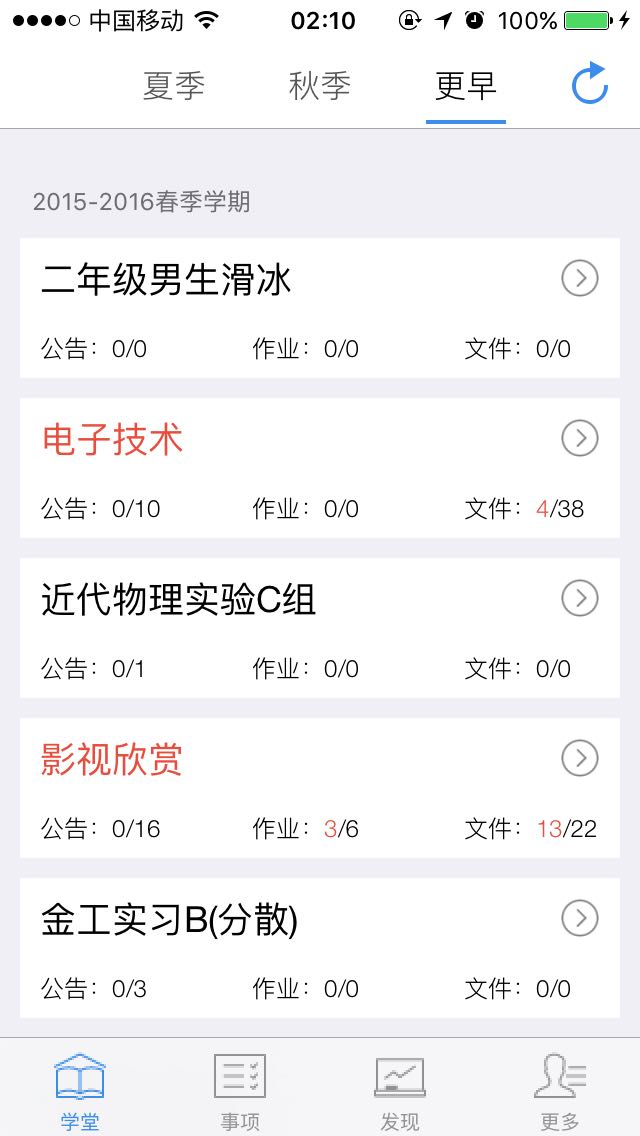 中国移动 02:10 100%
夏季 秋季 更早
2015-2016春季学期
二年级男生滑冰
公告：0/0 作业：0/0 文件：0/0
电子技术
公告：0/10 作业：0/0 文件：4/38
近代物理实验C组
公告：0/1 作业：0/0 文件：0/0
影视欣赏
公告：0/16 作业：3/6 文件：13/22
金工实习B(分散)
公告：0/3 作业：0/0 文件：0/0
学堂 事项 发现 更多